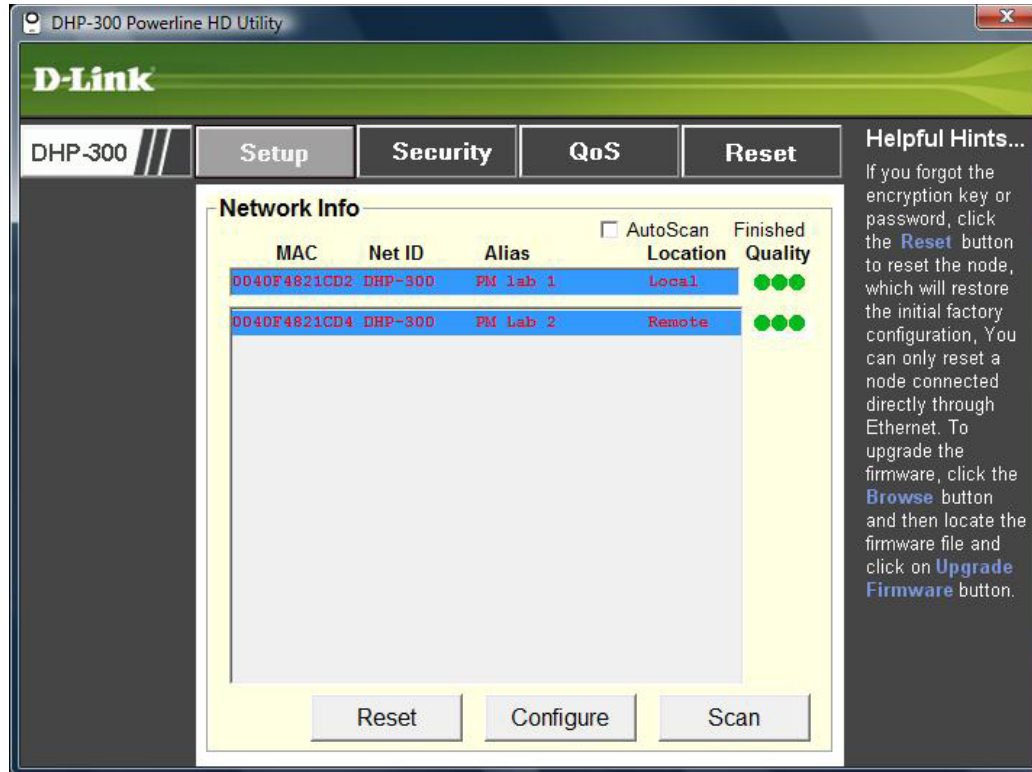 DHP-300 Powerline HD Utility
D-Link
DHP-300
Setup
Security
QoS
Reset
Network Info
AutoScan Finished
MAC Net ID Alias Location Quality
0040F4821CD2 DHP-300 PM lab 1 Local
0040F4821CD4 DHP-300 PM Lab 2 Remote
Reset
Configure
Scan
Helpful Hints...
If you forgot the
encryption key or
password, click
the Reset button
to reset the node,
which will restore
the initial factory
configuration, You
can only reset a
node connected
directly through
Ethernet. To
upgrade the
firmware, click the
Browse button
and then locate the
firmware file and
click on Upgrade
Firmware button.